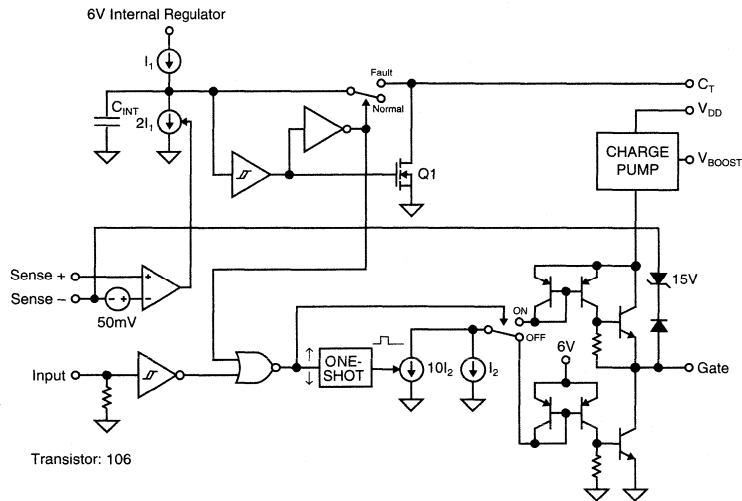 6V Internal Regulator
I1
Fault
CT
Normal
CINT
2I1
VDD
CHARGE
PUMP
VBOOST
Q1
Sense +
+
15V
Sense −
− +
−
50mV
ON
OFF
6V
ONE-
SHOT
Input
10I2
I2
Gate
Transistor: 106